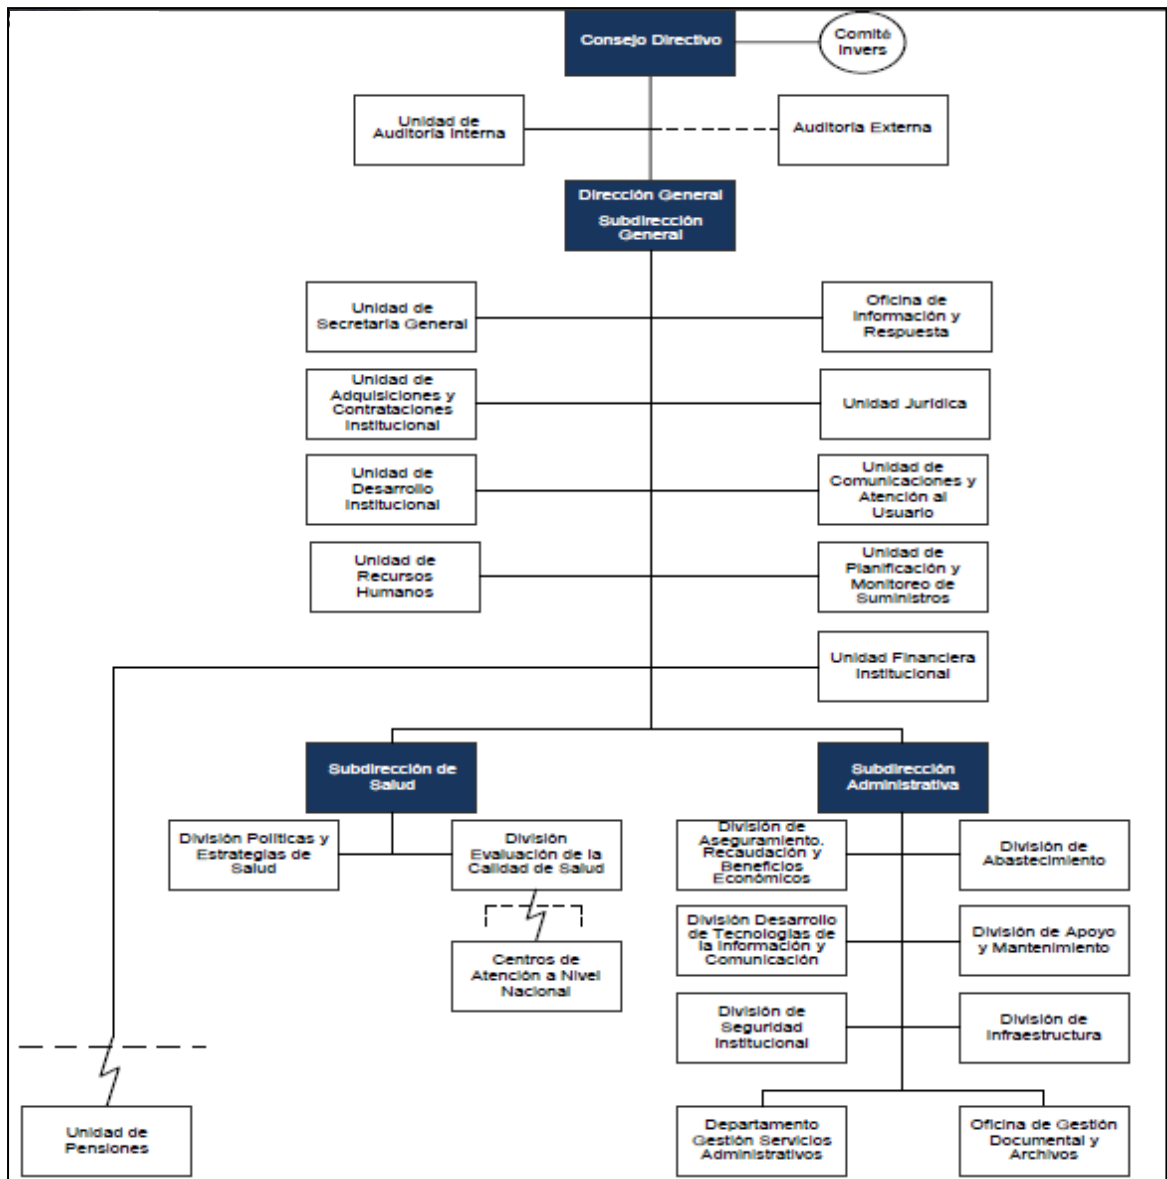 Consejo Directivo
Comité
Invers
Unidad de
Auditoría Interna
Auditoría Externa
Dirección General
Subdirección
General
Unidad de
Secretaría General
Oficina de
Información y
Respuesta
Unidad de
Adquisiciones y
Contrataciones
Institucional
Unidad Jurídica
Unidad de
Desarrollo
Institucional
Unidad de
Comunicaciones y
Atención al
Usuario
Unidad de
Recursos
Humanos
Unidad de
Planificación y
Monitoreo de
Suministros
Unidad Financiera
Institucional
Subdirección de
Salud
Subdirección
Administrativa
División Políticas y
Estrategias de
Salud
División
Evaluación de la
Calidad de Salud
División de
Aseguramiento.
Recaudación y
Beneficios
Económicos
División de
Abastecimiento
Centros de
Atención a Nivel
Nacional
División Desarrollo
de Tecnologías de
la Información y
Comunicación
División de Apoyo
y Mantenimiento
División de
Seguridad
Institucional
División de
Infraestructura
Unidad de
Pensiones
Departamento
Gestión Servicios
Administrativos
Oficina de Gestión
Documental y
Archivos